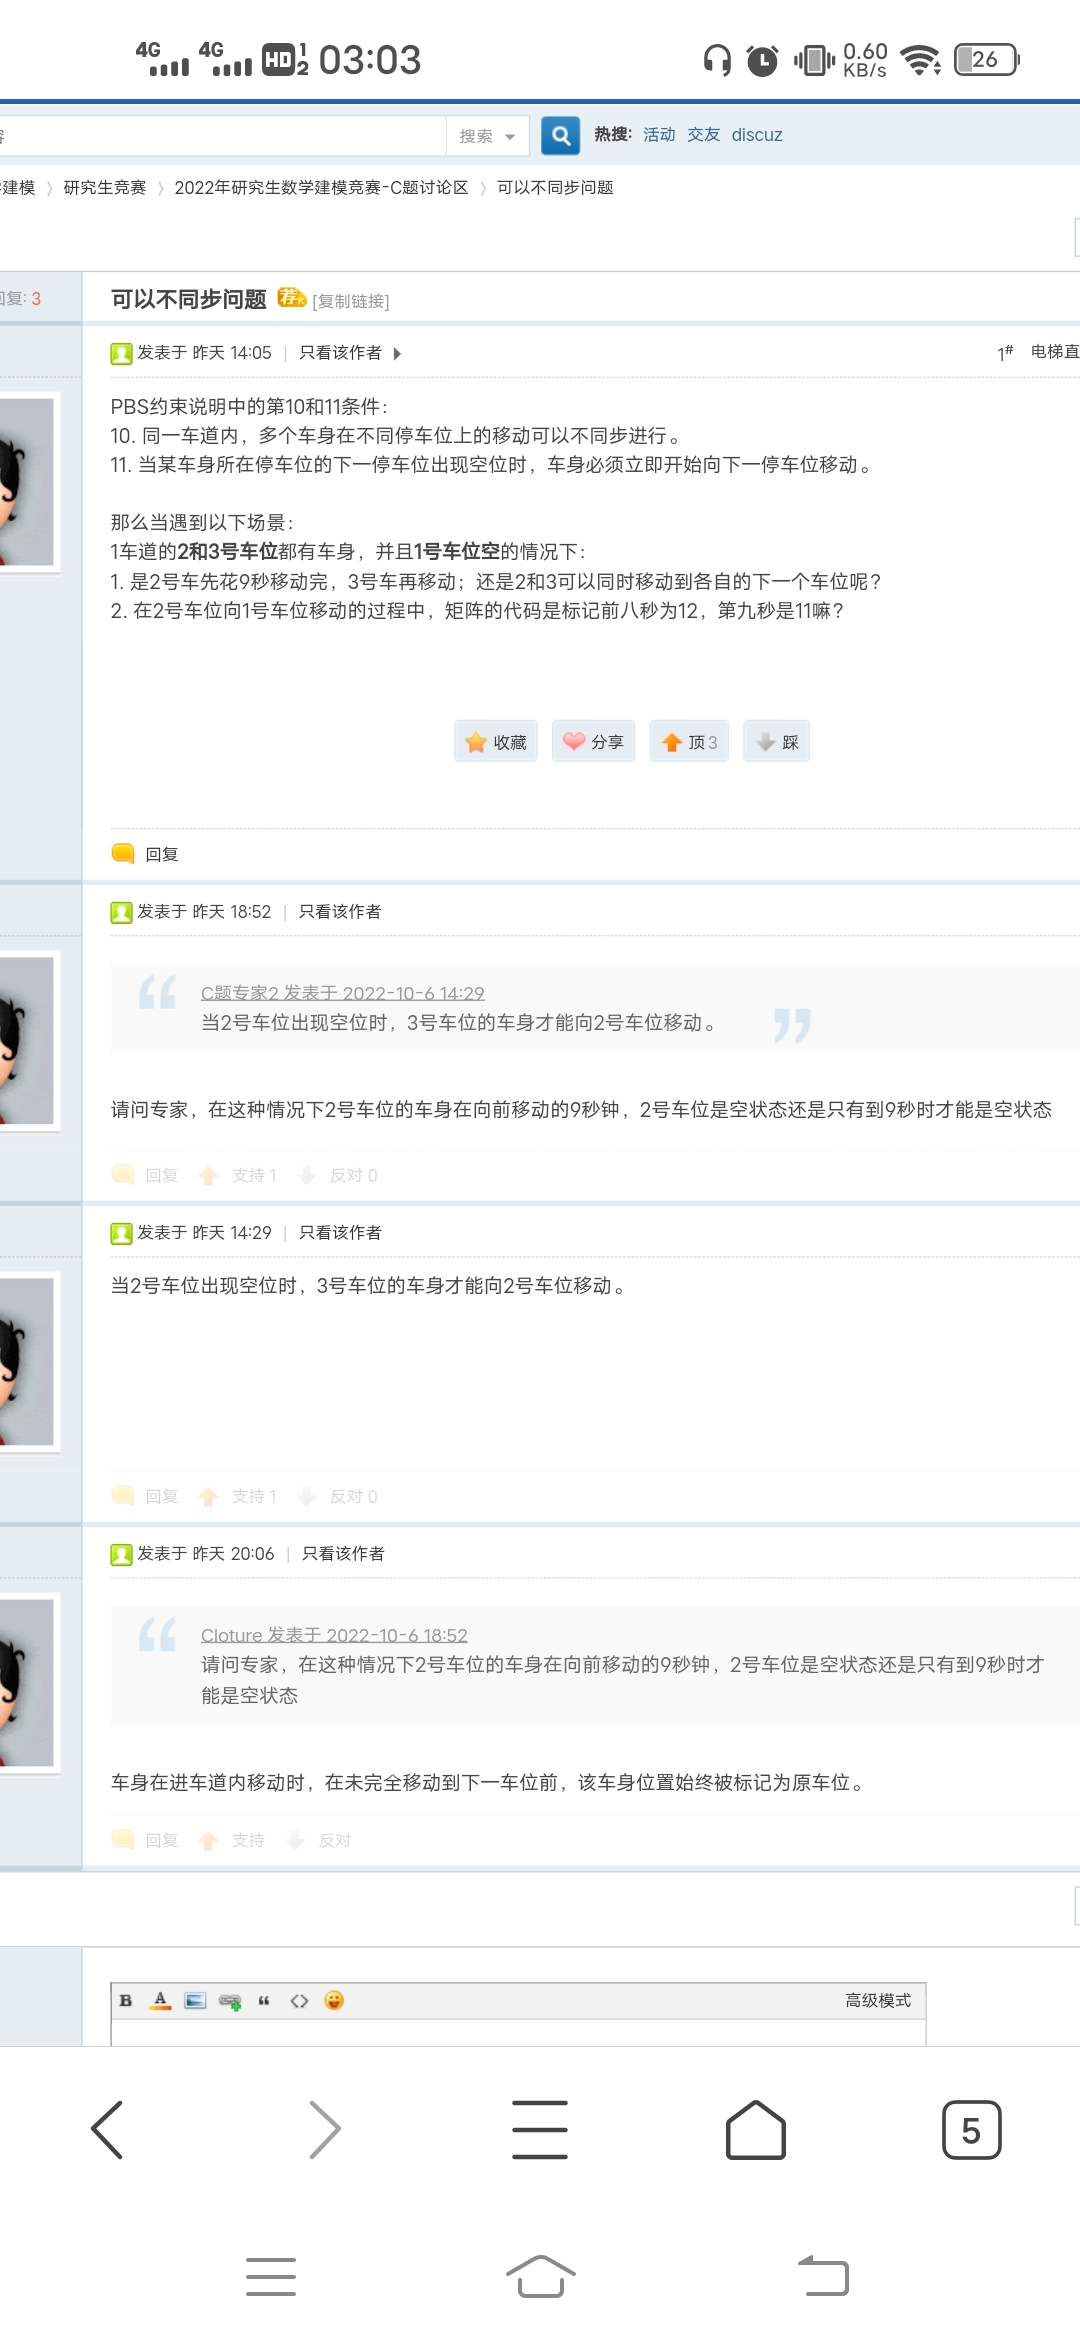 4G 4G HD 1 2 03:03 0.60 KB/s 26
搜索 热搜: 活动 交友 discuz
建模 〉 研究生竞赛 〉 2022年研究生数学建模竞赛-C题讨论区 〉 可以不同步问题
回复: 3 可以不同步问题 荐 [复制链接]
发表于 昨天 14:05 | 只看该作者 1# 电梯直
PBS约束说明中的第10和11条件：
10. 同一车道内，多个车身在不同停车位上的移动可以不同步进行。
11. 当某车身所在停车位的下一停车位出现空位时，车身必须立即开始向下一停车位移动。
那么当遇到以下场景：
1车道的2和3号车位都有车身，并且1号车位空的情况下：
1. 是2号车先花9秒移动完，3号车再移动；还是2和3可以同时移动到各自的下一个车位呢？
2. 在2号车位向1号车位移动的过程中，矩阵的代码是标记前八秒为12，第九秒是11嘛？
收藏 分享 顶 3 踩
回复
发表于 昨天 18:52 | 只看该作者
C题专家2 发表于 2022-10-6 14:29
当2号车位出现空位时，3号车位的车身才能向2号车位移动。
请问专家，在这种情况下2号车位的车身在向前移动的9秒钟，2号车位是空状态还是只有到9秒时才能是空状态
回复 支持 1 反对 0
发表于 昨天 14:29 | 只看该作者
当2号车位出现空位时，3号车位的车身才能向2号车位移动。
回复 支持 1 反对 0
发表于 昨天 20:06 | 只看该作者
Cloture 发表于 2022-10-6 18:52
请问专家，在这种情况下2号车位的车身在向前移动的9秒钟，2号车位是空状态还是只有到9秒时才
能是空状态
车身在进车道内移动时，在未完全移动到下一车位前，该车身位置始终被标记为原车位。
回复 支持 反对
B A “ <> 高级模式
5